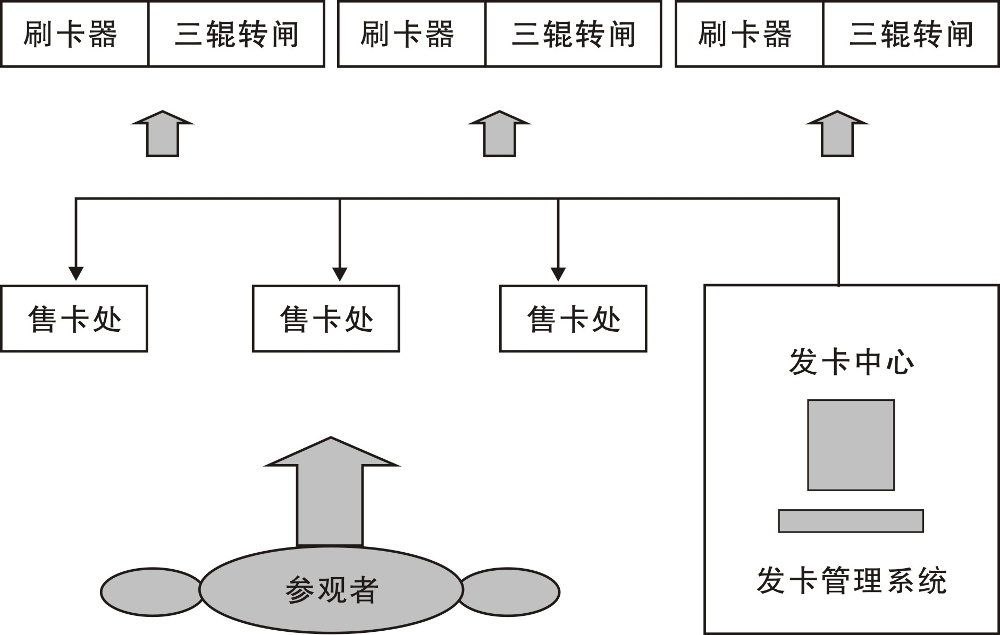 刷卡器 三辊转闸 刷卡器 三辊转闸 刷卡器 三辊转闸
售卡处 售卡处 售卡处
发卡中心
发卡管理系统
参观者